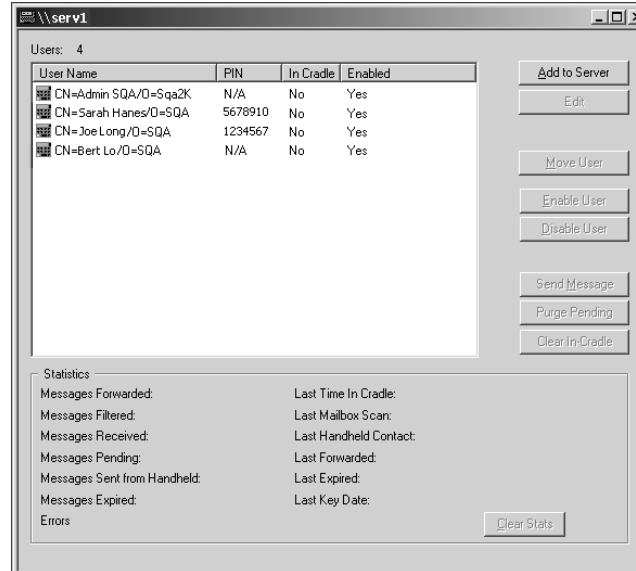 \\serv1
Users: 4
User Name PIN In Cradle Enabled
CN=Admin SQA/O=Sqa2K N/A No Yes
CN=Sarah Hanes/O=SQA 5678910 No Yes
CN=Joe Long/O=SQA 1234567 No Yes
CN=Bert Lo/O=SQA N/A No Yes
Add to Server
Edit
Move User
Enable User
Disable User
Send Message
Purge Pending
Clear In-Cradle
Statistics
Messages Forwarded: Last Time In Cradle:
Messages Filtered: Last Mailbox Scan:
Messages Received: Last Handheld Contact:
Messages Pending: Last Forwarded:
Messages Sent from Handheld: Last Expired:
Messages Expired: Last Key Date:
Errors
Clear Stats